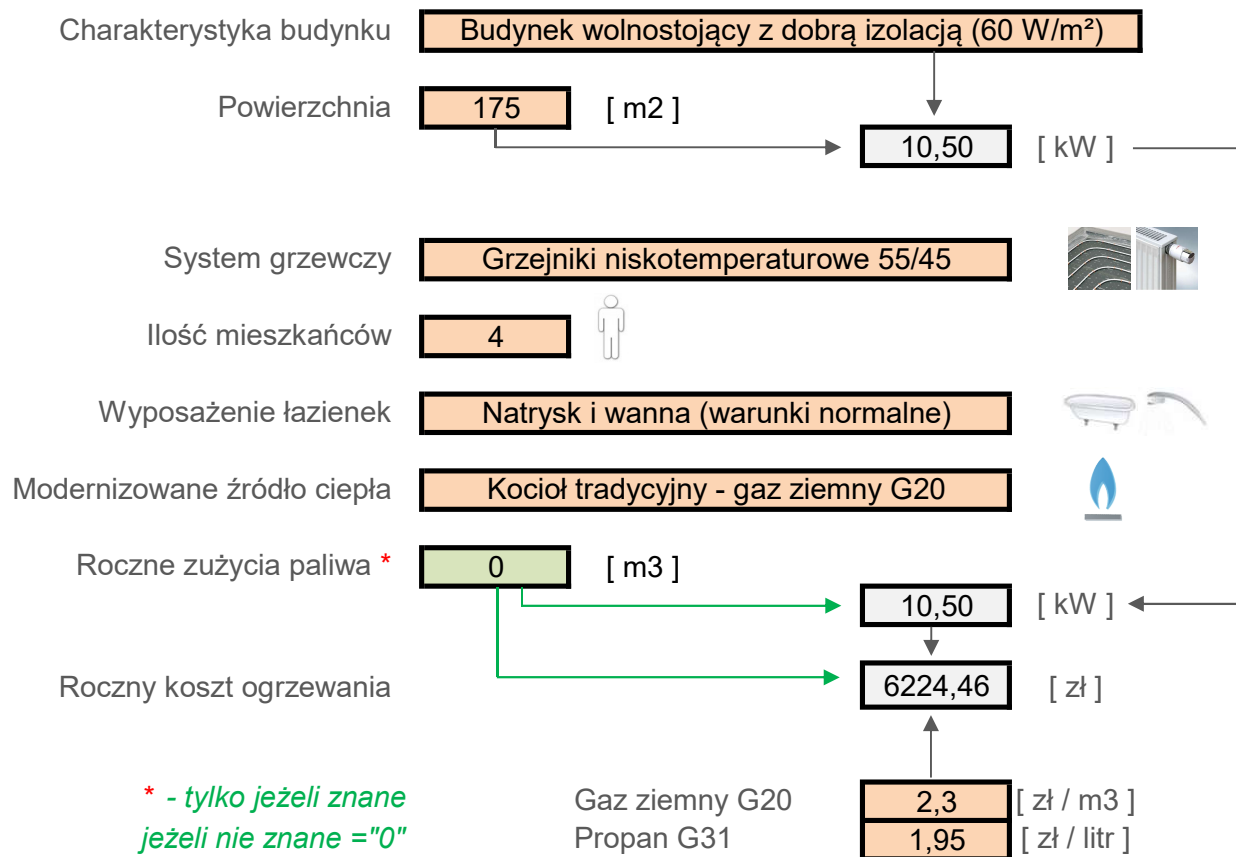 Charakterystyka budynku Budynek wolnostojący z dobrą izolacją (60 W/m²)
Powierzchnia 175 [ m2 ]
10,50 [ kW ]
System grzewczy Grzejniki niskotemperaturowe 55/45
Ilość mieszkańców 4
Wyposażenie łazienek Natrysk i wanna (warunki normalne)
Modernizowane źródło ciepła Kocioł tradycyjny - gaz ziemny G20
Roczne zużycia paliwa * 0 [ m3 ]
10,50 [ kW ]
Roczny koszt ogrzewania 6224,46 [ zł ]
* - tylko jeżeli znane Gaz ziemny G20 2,3 [ zł / m3 ]
jeżeli nie znane ="0" Propan G31 1,95 [ zł / litr ]